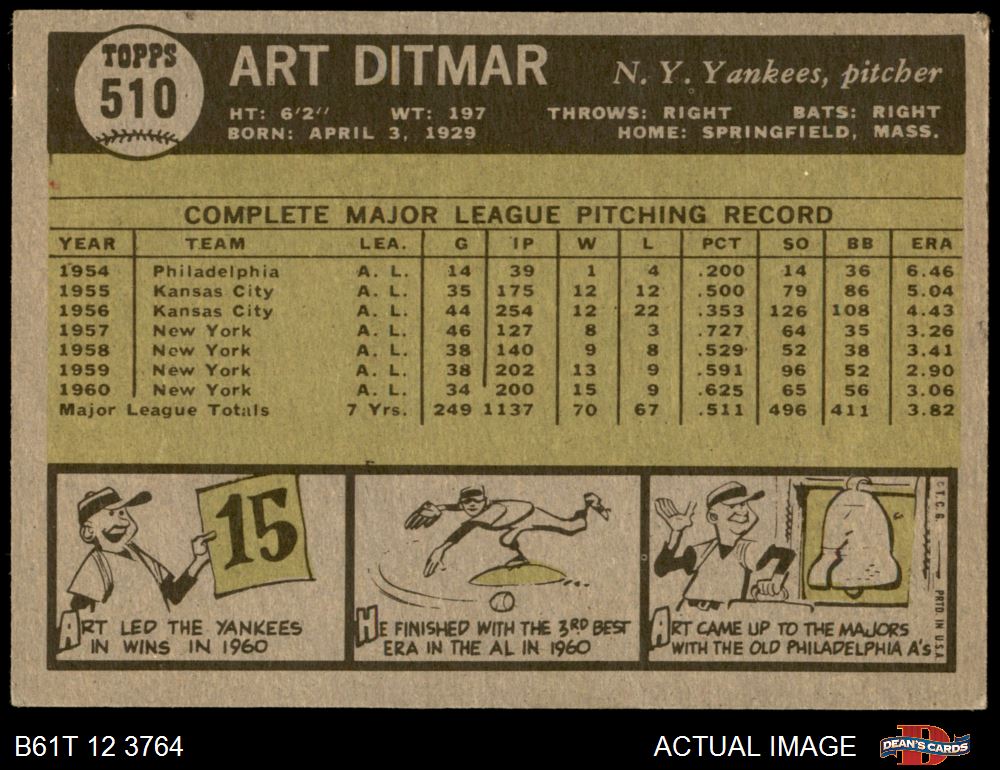 TOPPS
510
ART DITMAR
N. Y. Yankees, pitcher
HT: 6'2" WT: 197 THROWS: RIGHT BATS: RIGHT
BORN: APRIL 3, 1929 HOME: SPRINGFIELD, MASS.
COMPLETE MAJOR LEAGUE PITCHING RECORD
YEAR TEAM LEA. G IP W L PCT SO BB ERA
1954 Philadelphia A. L. 14 39 1 4 .200 14 36 6.46
1955 Kansas City A. L. 35 175 12 12 .500 79 86 5.04
1956 Kansas City A. L. 44 254 12 22 .353 126 108 4.43
1957 New York A. L. 46 127 8 3 .727 64 35 3.26
1958 New York A. L. 38 140 9 8 .529 52 38 3.41
1959 New York A. L. 38 202 13 9 .591 96 52 2.90
1960 New York A. L. 34 200 15 9 .625 65 56 3.06
Major League Totals 7 Yrs. 249 1137 70 67 .511 496 411 3.82
15
ART LED THE YANKEES
IN WINS IN 1960
HE FINISHED WITH THE 3RD BEST
ERA IN THE AL IN 1960
ART CAME UP TO THE MAJORS
WITH THE OLD PHILADELPHIA A's
©T.C.G. PRTD. IN U.S.A.
B61T 12 3764
ACTUAL IMAGE
D
DEAN'S CARDS